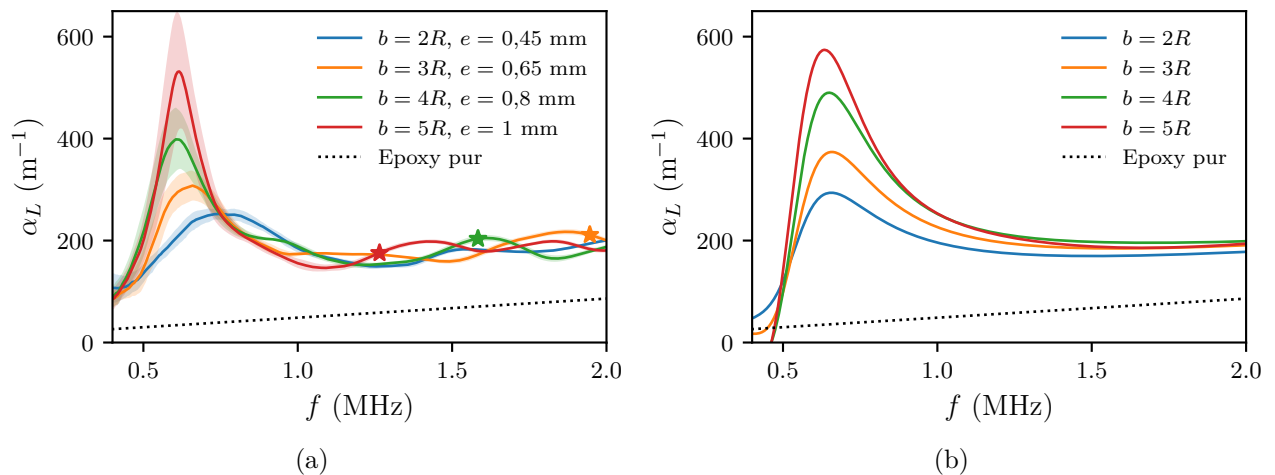 600
400
200
0
α_L (m⁻¹)
0.5
1.0
1.5
2.0
f (MHz)
b = 2R, e = 0,45 mm
b = 3R, e = 0,65 mm
b = 4R, e = 0,8 mm
b = 5R, e = 1 mm
Epoxy pur
(a)
600
400
200
0
α_L (m⁻¹)
0.5
1.0
1.5
2.0
f (MHz)
b = 2R
b = 3R
b = 4R
b = 5R
Epoxy pur
(b)